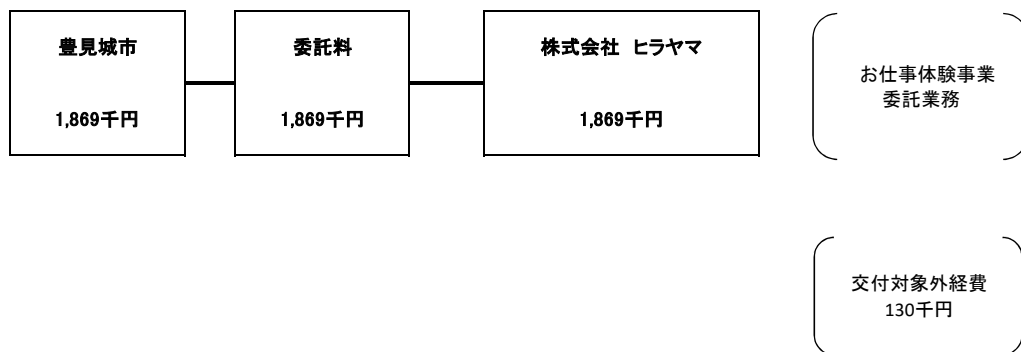 豊見城市
1,869千円
委託料
1,869千円
株式会社 ヒラヤマ
1,869千円
お仕事体験事業
委託業務
交付対象外経費
130千円